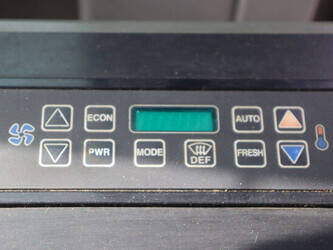 ECON
AUTO
PWR
MODE
DEF
FRESH